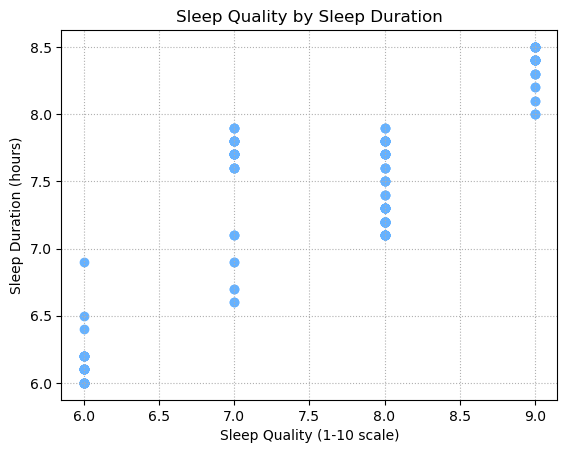 Sleep Quality by Sleep Duration
Sleep Duration (hours)
8.5
8.0
7.5
7.0
6.5
6.0
6.0 6.5 7.0 7.5 8.0 8.5 9.0
Sleep Quality (1-10 scale)